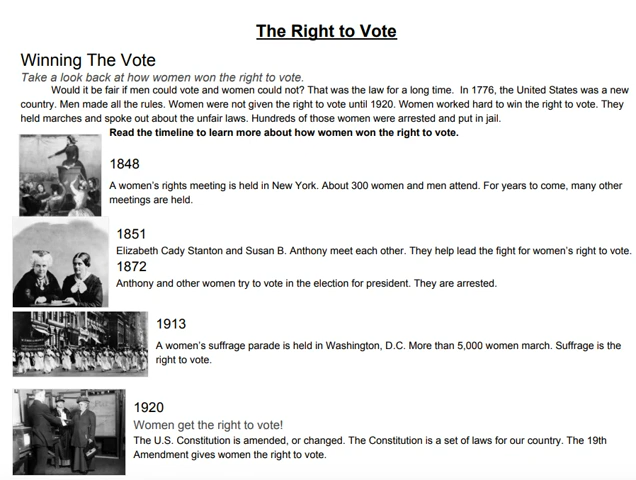 The Right to Vote
Winning The Vote
Take a look back at how women won the right to vote.
Would it be fair if men could vote and women could not? That was the law for a long time. In 1776, the United States was a new
country. Men made all the rules. Women were not given the right to vote until 1920. Women worked hard to win the right to vote. They
held marches and spoke out about the unfair laws. Hundreds of those women were arrested and put in jail.
Read the timeline to learn more about how women won the right to vote.
1848
A women's rights meeting is held in New York. About 300 women and men attend. For years to come, many other
meetings are held.
1851
Elizabeth Cady Stanton and Susan B. Anthony meet each other. They help lead the fight for women's right to vote.
1872
Anthony and other women try to vote in the election for president. They are arrested.
1913
A women's suffrage parade is held in Washington, D.C. More than 5,000 women march. Suffrage is the
right to vote.
1920
Women get the right to vote!
The U.S. Constitution is amended, or changed. The Constitution is a set of laws for our country. The 19th
Amendment gives women the right to vote.